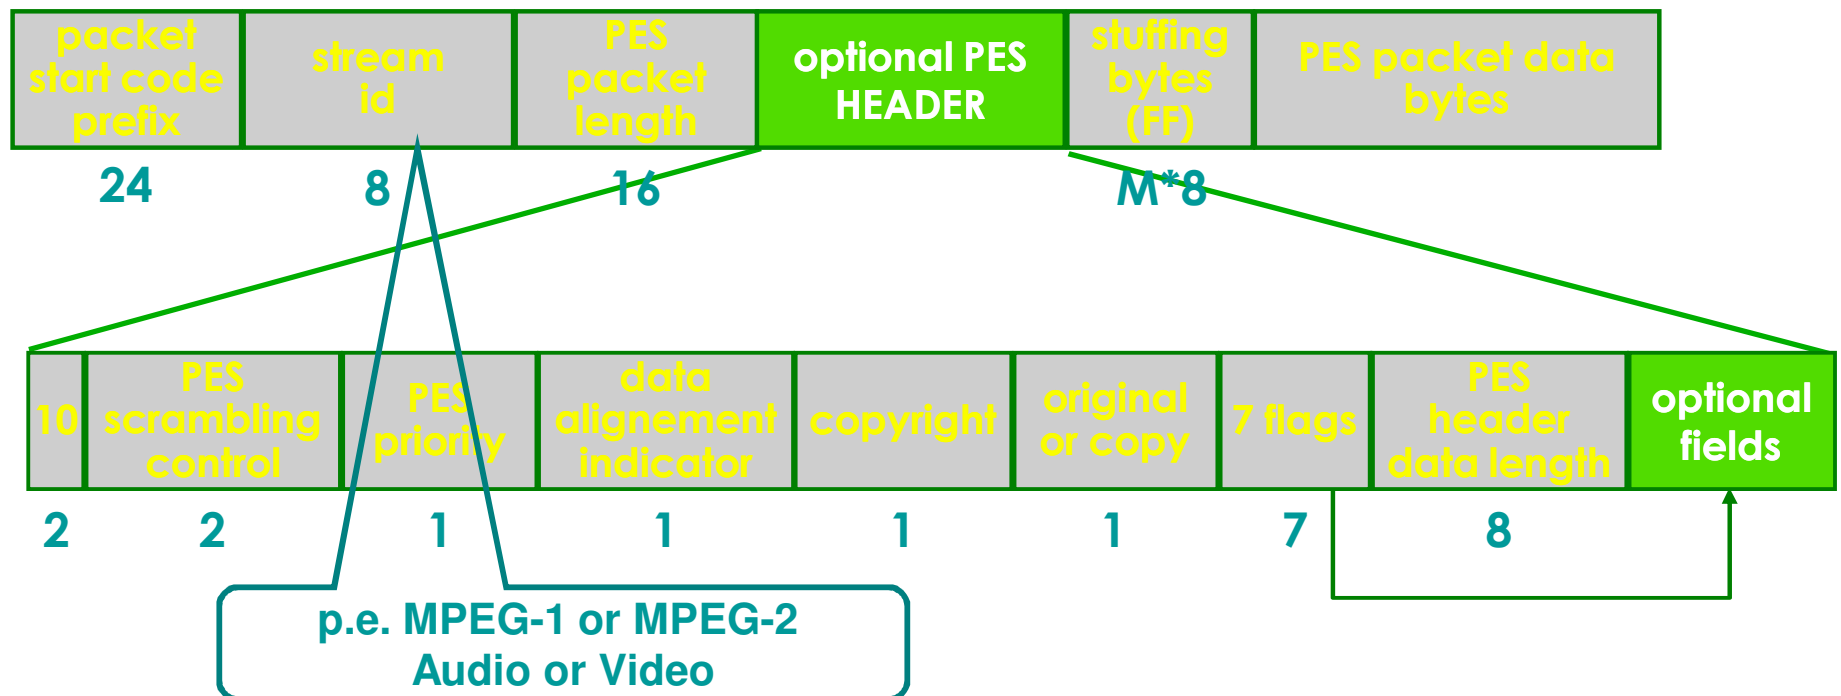 packet
start code
prefix
stream
id
PES
packet
length
optional PES
HEADER
stuffing
bytes
(FF)
PES packet data
bytes
24
8
16
M*8
10
PES
scrambling
control
PES
priority
data
alignement
indicator
copyright
original
or copy
7 flags
PES
header
data length
optional
fields
2
2
1
1
1
1
7
8
p.e. MPEG-1 or MPEG-2
Audio or Video